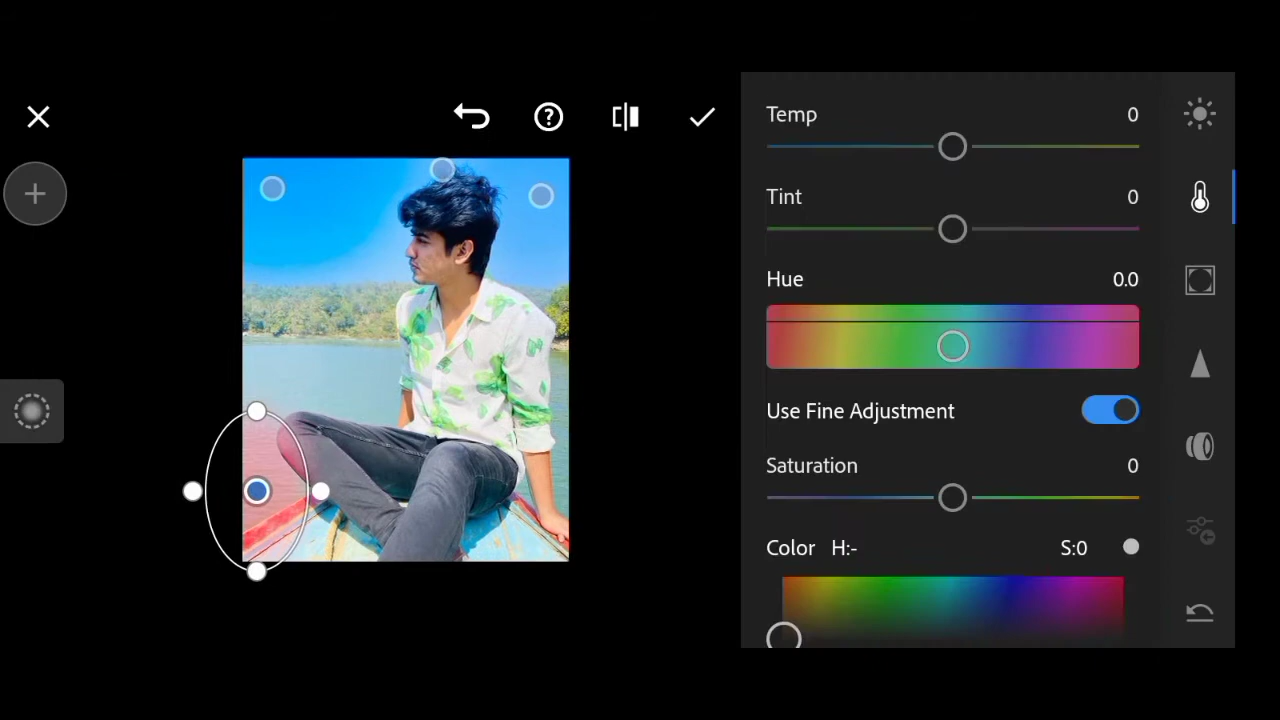 Temp 0
Tint 0
Hue 0.0
Use Fine Adjustment
Saturation 0
Color H:- S:0